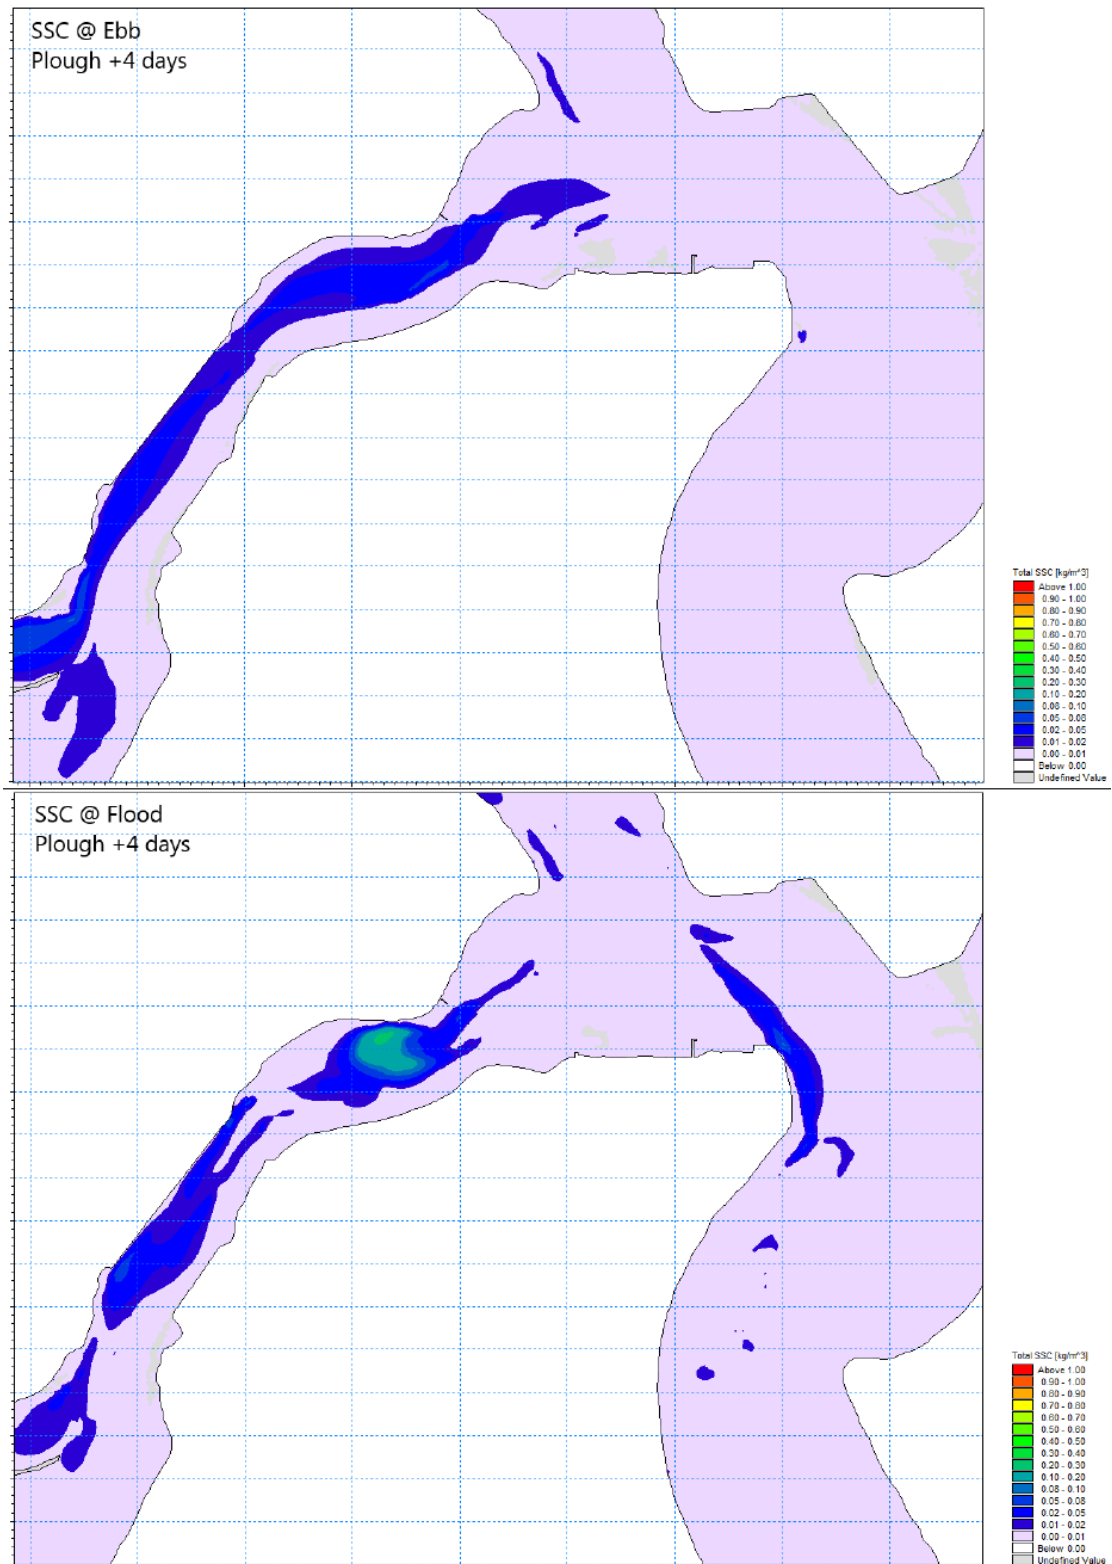 SSC @ Ebb
Plough +4 days
Total SSC [kg/m^3]
Above 1.00
0.90 - 1.00
0.80 - 0.90
0.70 - 0.80
0.60 - 0.70
0.50 - 0.60
0.40 - 0.50
0.30 - 0.40
0.20 - 0.30
0.10 - 0.20
0.08 - 0.10
0.05 - 0.08
0.02 - 0.05
0.01 - 0.02
0.00 - 0.01
Below 0.00
Undefined Value
SSC @ Flood
Plough +4 days
Total SSC [kg/m^3]
Above 1.00
0.90 - 1.00
0.80 - 0.90
0.70 - 0.80
0.60 - 0.70
0.50 - 0.60
0.40 - 0.50
0.30 - 0.40
0.20 - 0.30
0.10 - 0.20
0.08 - 0.10
0.05 - 0.08
0.02 - 0.05
0.01 - 0.02
0.00 - 0.01
Below 0.00
Undefined Value